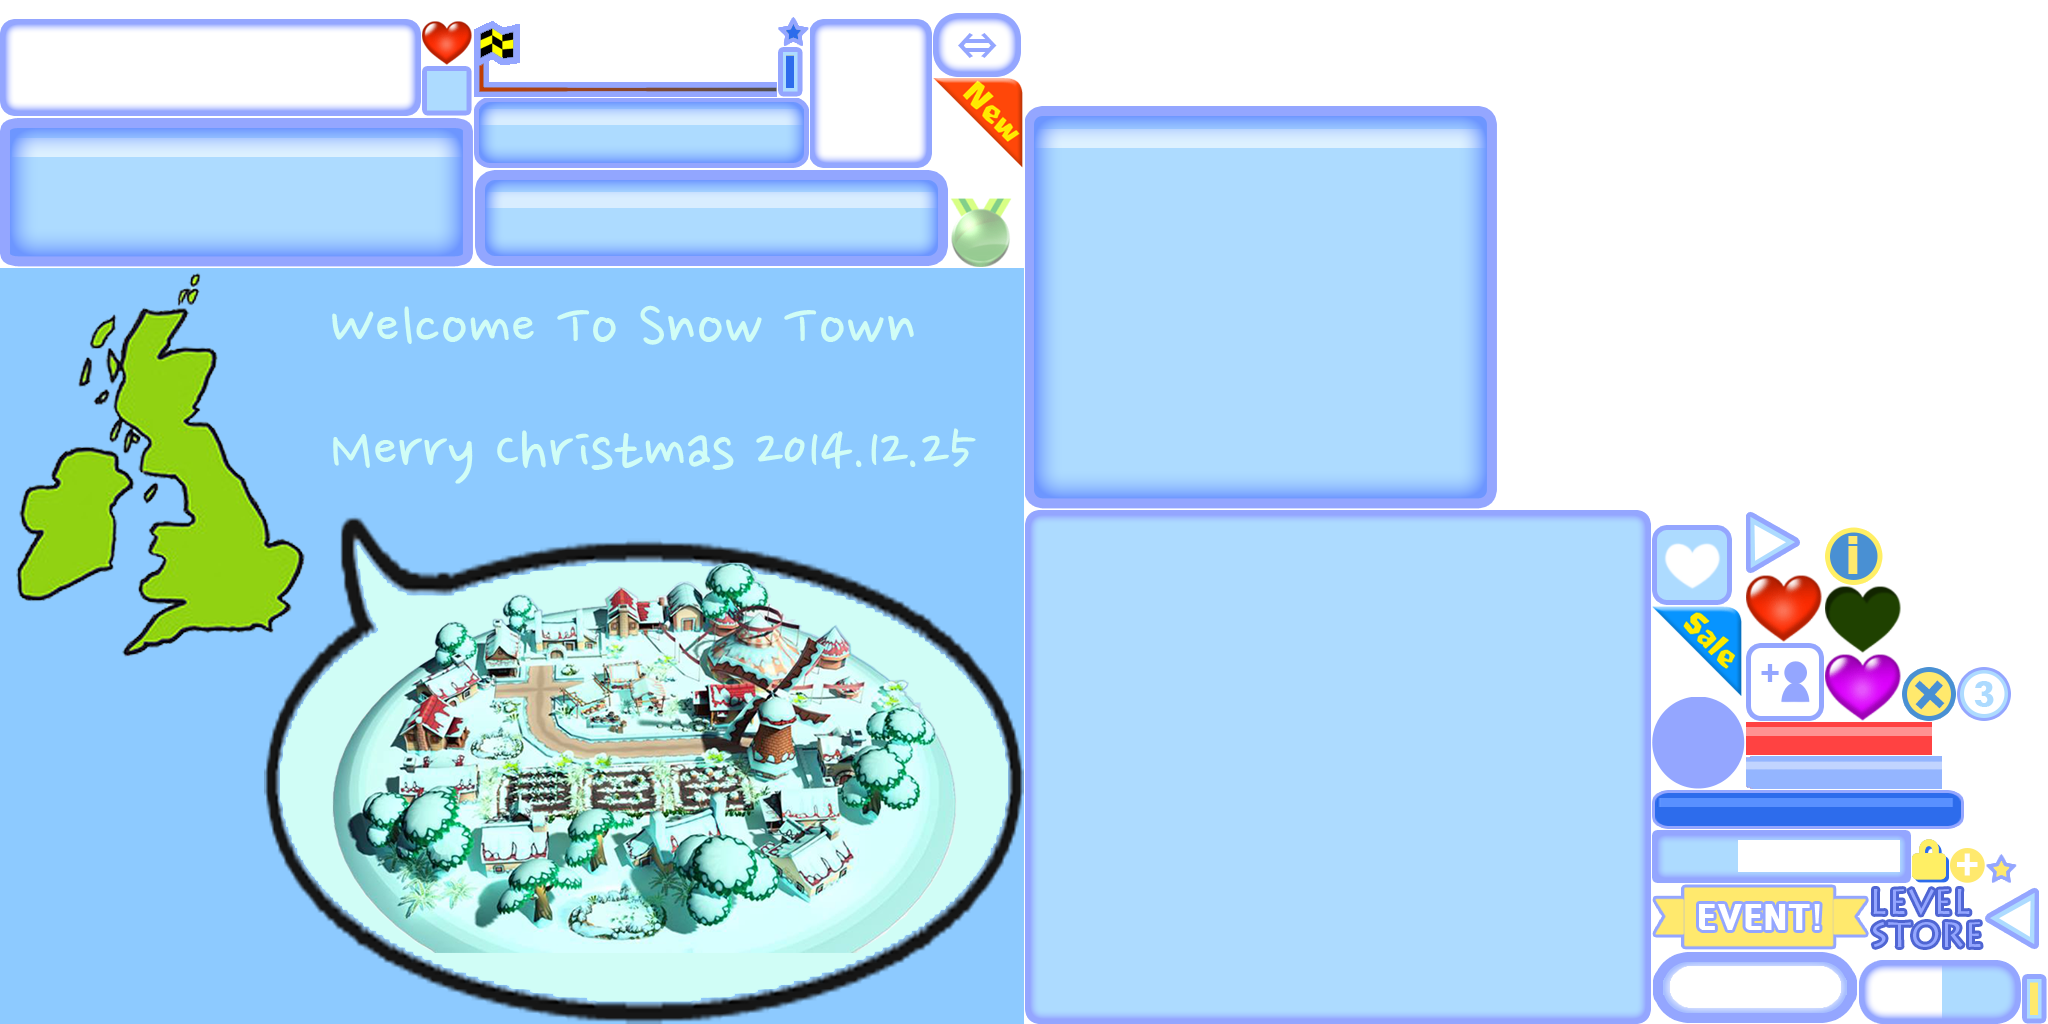 New
Welcome To Snow Town
Merry Christmas 2014.12.25
i
Sale
+
3
EVENT!
LEVEL
STORE